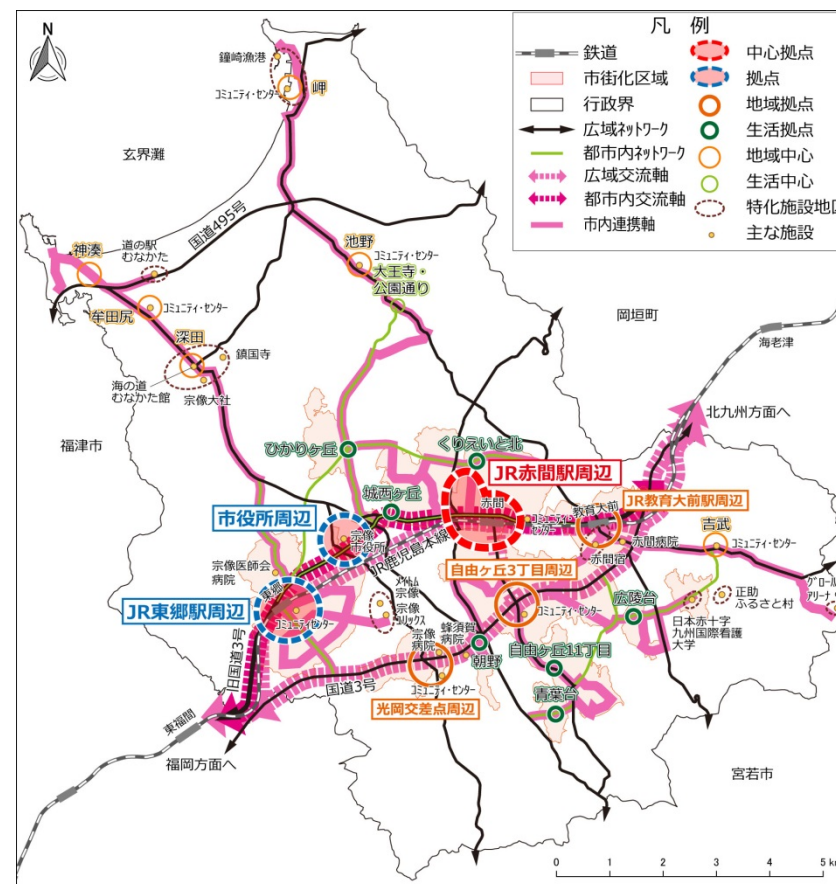 N
凡 例
鉄道
市街化区域
行政界
広域ネットワーク
都市内ネットワーク
広域交流軸
都市内交流軸
市内連携軸
中心拠点
拠点
地域拠点
生活拠点
地域中心
生活中心
特化施設地区
主な施設
鐘崎漁港
コミュニティ・センター
岬
玄界灘
国道495号
神湊
道の駅
むなかた
池野
コミュニティ・センター
大王寺・
公園通り
牟田尻
コミュニティ・センター
深田
鎮国寺
海の道
むなかた館
宗像大社
岡垣町
海老津
北九州方面へ
福津市
ひかりヶ丘
くりえいと北
JR赤間駅周辺
城西ヶ丘
赤間
コミュニティ・
センター
教育大前
JR教育大前駅周辺
吉武
コミュニティ・センター
市役所周辺
宗像
市役所
JR鹿児島本線
赤間病院
赤間宿
自由ヶ丘3丁目周辺
コミュニティ・センター
宗像医師会
病院
東郷
JR東郷駅周辺
コミュニティセンター
メイトム
宗像
宗像
ユリックス
広陵台
正助
ふるさと村
グローバル
アリーナ
日本赤十字
九州国際看護
大学
蜂須賀
病院
宗像
病院
朝野
自由ヶ丘11丁目
青葉台
コミュニティ・センター
光岡交差点周辺
旧国道3号
国道3号
東福間
福岡方面へ
宮若市
0 1 2 3 4 5 km